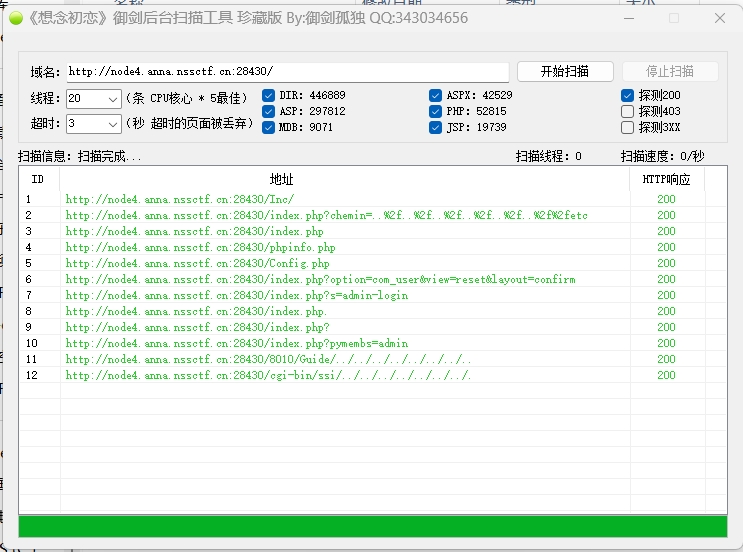 《想念初恋》御剑后台扫描工具 珍藏版 By:御剑孤独 QQ:343034656
域名: http://node4.anna.nssctf.cn:28430/ 开始扫描 停止扫描
线程: 20 (条 CPU核心 * 5最佳) DIR: 446889 ASPX: 42529 探测200
ASP: 297812 PHP: 52815 探测403
超时: 3 (秒 超时的页面被丢弃) MDB: 9071 JSP: 19739 探测3XX
扫描信息: 扫描完成... 扫描线程: 0 扫描速度: 0/秒
ID 地址 HTTP响应
1 http://node4.anna.nssctf.cn:28430/Inc/ 200
2 http://node4.anna.nssctf.cn:28430/index.php?chemin=..%2f..%2f..%2f..%2f..%2f..%2f%2fetc 200
3 http://node4.anna.nssctf.cn:28430/index.php 200
4 http://node4.anna.nssctf.cn:28430/phpinfo.php 200
5 http://node4.anna.nssctf.cn:28430/Config.php 200
6 http://node4.anna.nssctf.cn:28430/index.php?option=com_user&view=reset&layout=confirm 200
7 http://node4.anna.nssctf.cn:28430/index.php?s=admin-login 200
8 http://node4.anna.nssctf.cn:28430/index.php. 200
9 http://node4.anna.nssctf.cn:28430/index.php? 200
10 http://node4.anna.nssctf.cn:28430/index.php?pymembs=admin 200
11 http://node4.anna.nssctf.cn:28430/8010/Guide/../../../../../../../.. 200
12 http://node4.anna.nssctf.cn:28430/cgi-bin/ssi/../../../../../../../. 200